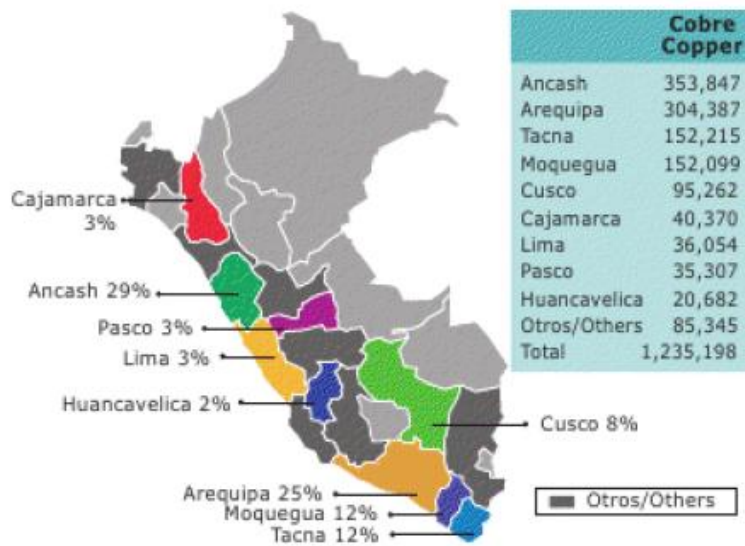 Cobre
Copper
Ancash 353,847
Arequipa 304,387
Tacna 152,215
Moquegua 152,099
Cusco 95,262
Cajamarca 40,370
Lima 36,054
Pasco 35,307
Huancavelica 20,682
Otros/Others 85,345
Total 1,235,198
Cajamarca
3%
Ancash 29%
Pasco 3%
Lima 3%
Huancavelica 2%
Cusco 8%
Arequipa 25%
Moquegua 12%
Tacna 12%
Otros/Others